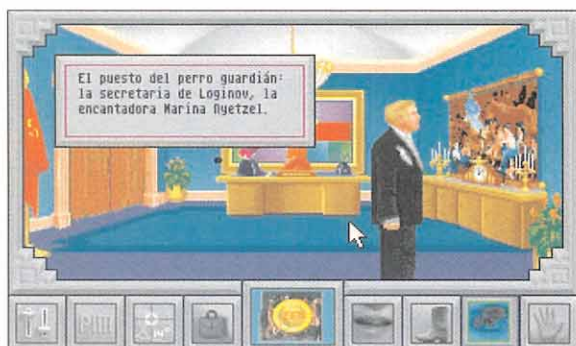 El puesto del perro guardián:
la secretaria de Loginov, la
encantadora Marina Nyetzel.